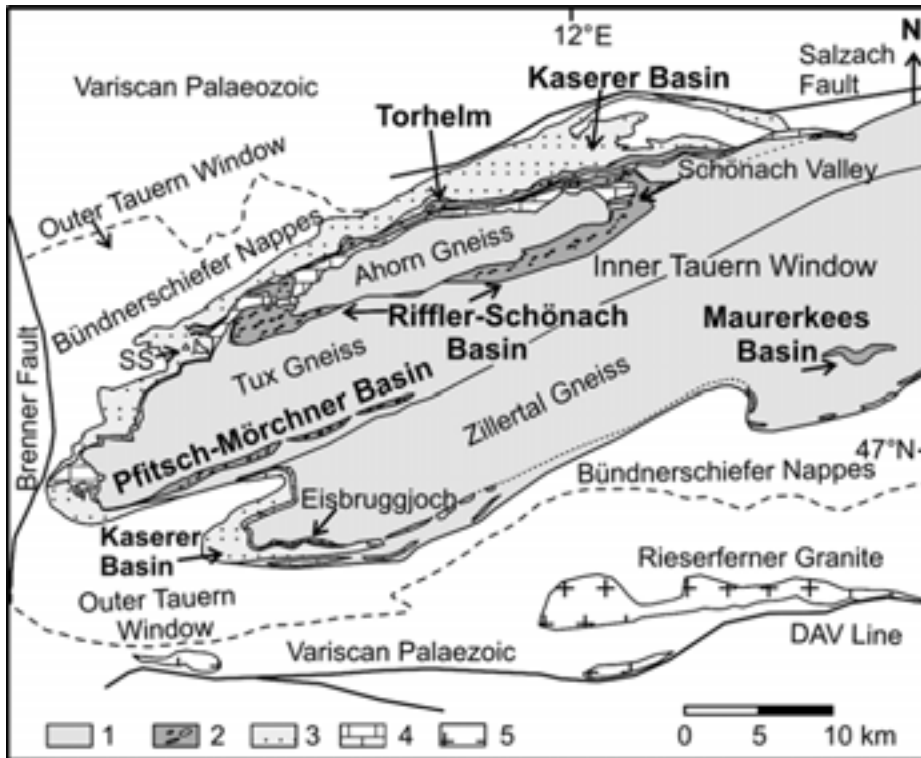 12°E
N
Variscan Palaeozoic
Kaserer Basin
Salzach
Fault
Torhelm
Schönach Valley
Outer Tauern Window
Ahorn Gneiss
Bündnerschiefer Nappes
Inner Tauern Window
Riffler-Schönach
Basin
Maurerkees
Basin
SS
Tux Gneiss
Brenner Fault
Pfitsch-Mörchner Basin
Zillertal Gneiss
47°N
Bündnerschiefer Nappes
Eisbruggjoch
Kaserer
Basin
Rieserferner Granite
Outer Tauern
Window
DAV Line
Variscan Palaezoic
1 2 3 4 5
0 5 10 km